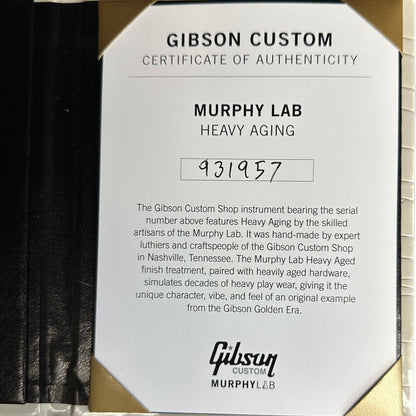 GIBSON CUSTOM
CERTIFICATE OF AUTHENTICITY
MURPHY LAB
HEAVY AGING
931957
The Gibson Custom Shop instrument bearing the serial
number above features Heavy Aging by the skilled
artisans of the Murphy Lab. It was hand-made by expert
luthiers and craftspeople of the Gibson Custom Shop
in Nashville, Tennessee. The Murphy Lab Heavy Aged
finish treatment, paired with heavily aged hardware,
simulates decades of heavy play wear, giving it the
unique character, vibe, and feel of an original example
from the Gibson Golden Era.
Gibson
CUSTOM
MURPHYLAB